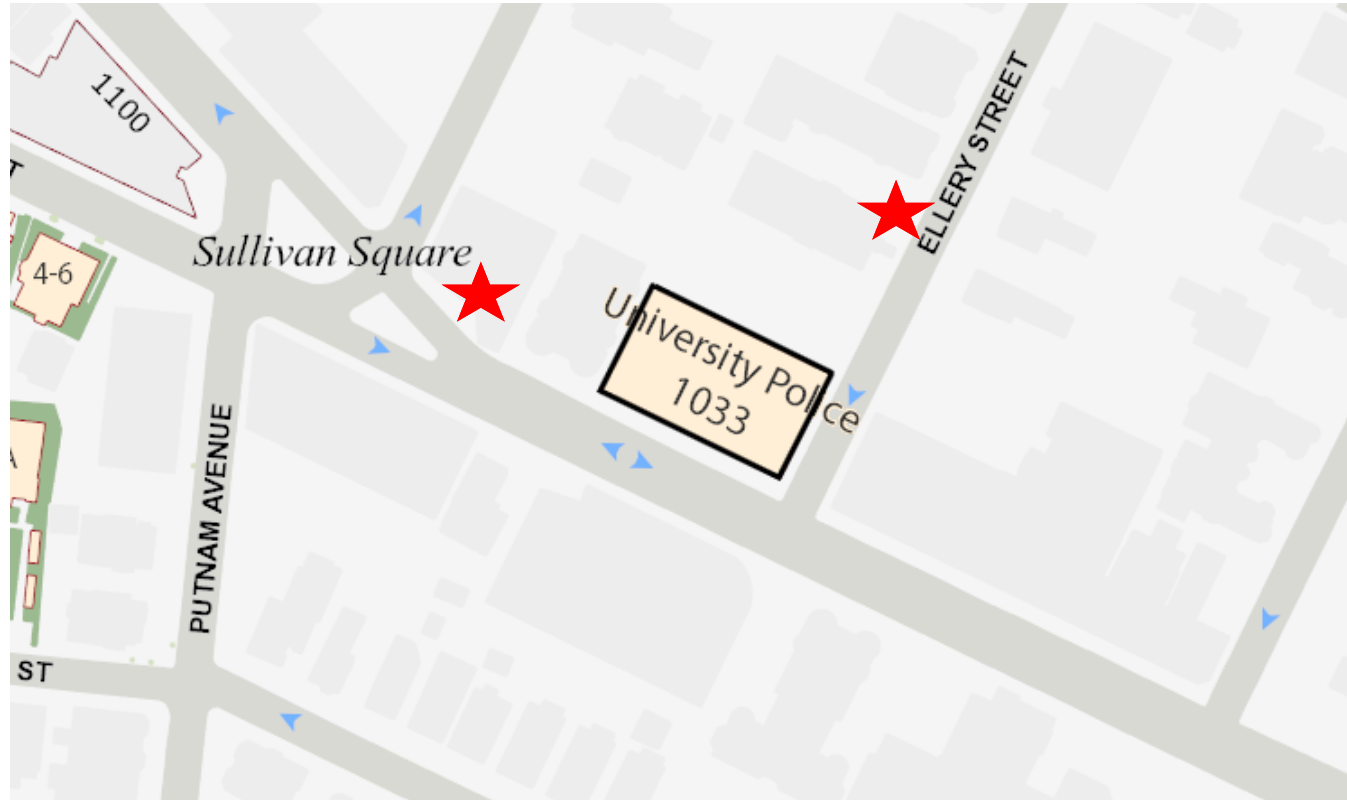 1100
T
4-6
Sullivan Square
ELLERY STREET
University Police
1033
A
PUTNAM AVENUE
ST